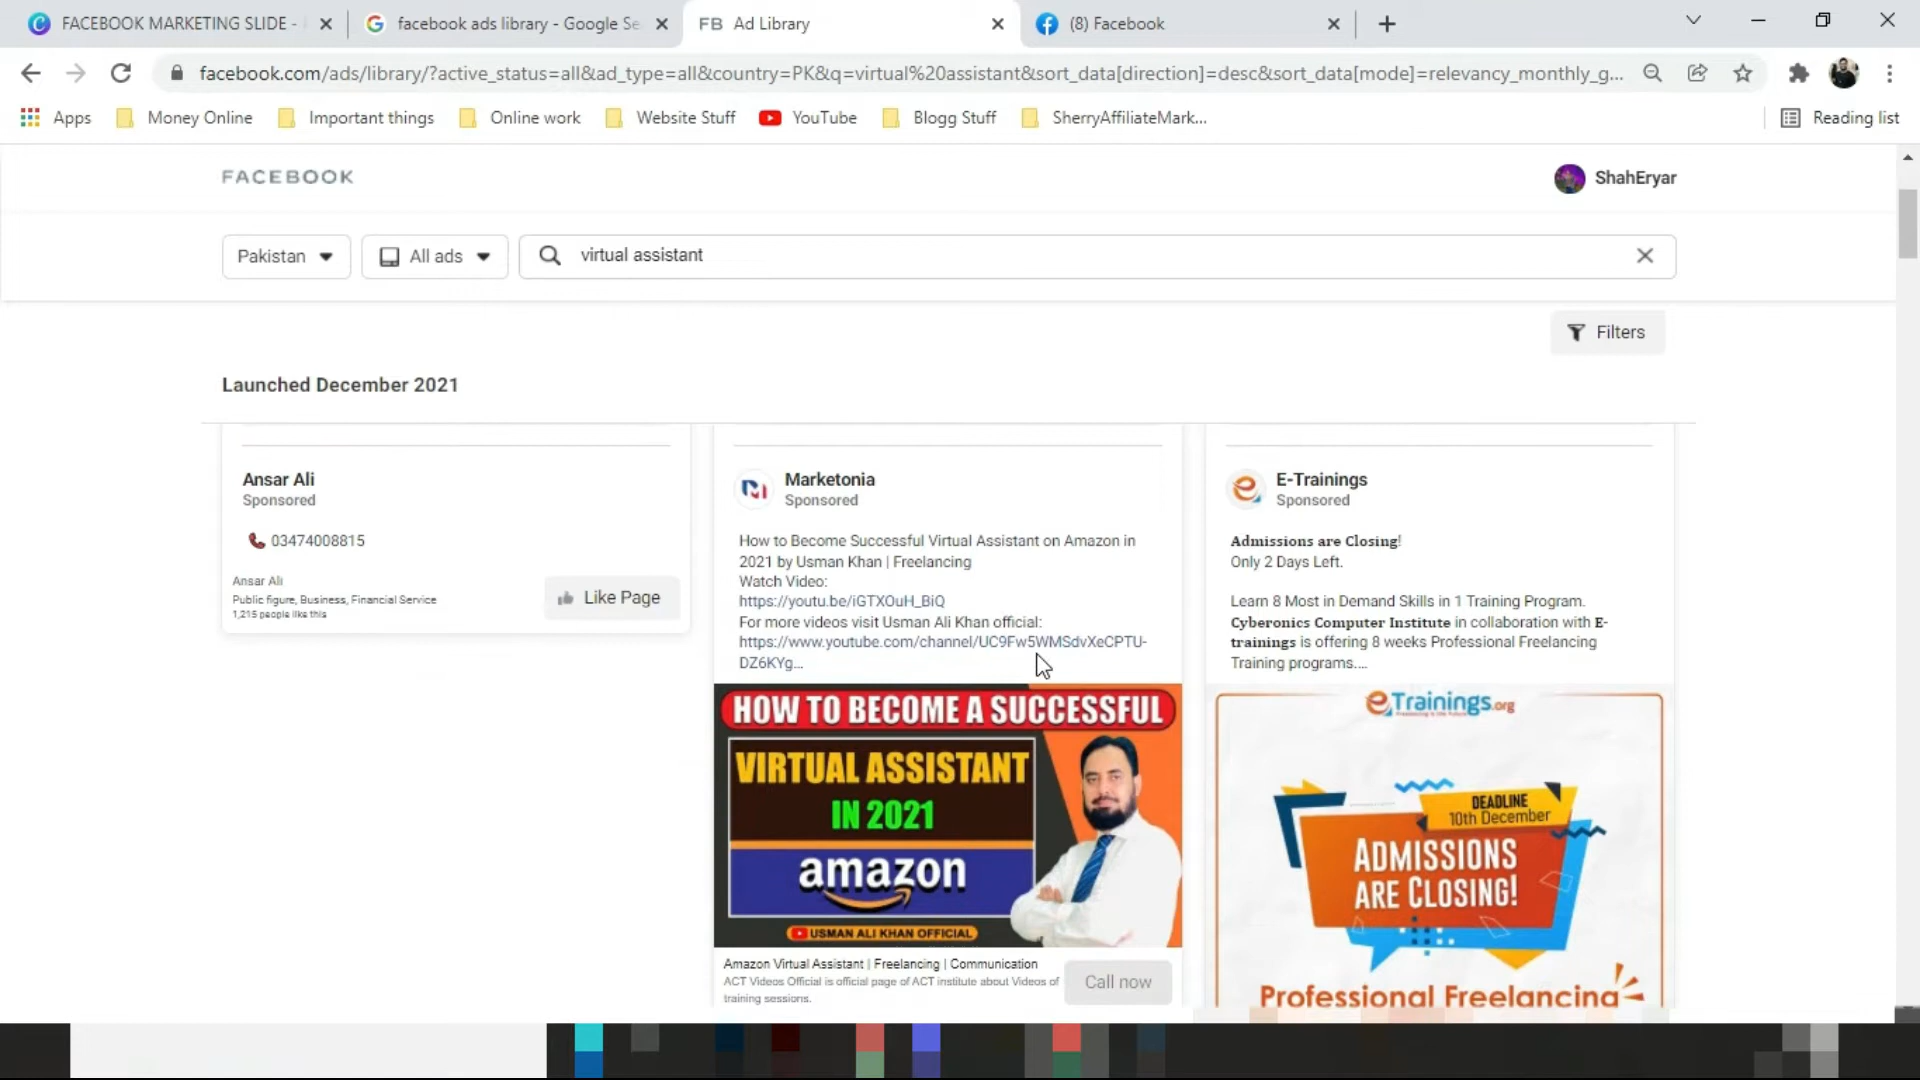 FACEBOOK MARKETING SLIDE -
facebook ads library - Google Se
FB Ad Library
(8) Facebook
facebook.com/ads/library/?active_status=all&ad_type=all&country=PK&q=virtual%20assistant&sort_data[direction]=desc&sort_data[mode]=relevancy_monthly_g...
Apps
Money Online
Important things
Online work
Website Stuff
YouTube
Blogg Stuff
SherryAffiliateMark...
Reading list
FACEBOOK
ShahEryar
Pakistan
All ads
virtual assistant
Filters
Launched December 2021
Ansar Ali
Sponsored
03474008815
Ansar Ali
Public figure, Business, Financial Service
1,215 people like this
Like Page
Marketonia
Sponsored
How to Become Successful Virtual Assistant on Amazon in
2021 by Usman Khan | Freelancing
Watch Video:
https://youtu.be/iGTXOuH_BiQ
For more videos visit Usman Ali Khan official:
https://www.youtube.com/channel/UC9Fw5WMSdvXeCPTU-
DZ6KYg...
HOW TO BECOME A SUCCESSFUL
VIRTUAL ASSISTANT
IN 2021
amazon
USMAN ALI KHAN OFFICIAL
Amazon Virtual Assistant | Freelancing | Communication
ACT Videos Official is official page of ACT institute about Videos of
training sessions.
Call now
E-Trainings
Sponsored
Admissions are Closing!
Only 2 Days Left.
Learn 8 Most in Demand Skills in 1 Training Program.
Cyberonics Computer Institute in collaboration with E-
trainings is offering 8 weeks Professional Freelancing
Training programs....
eTrainings.org
DEADLINE
10th December
ADMISSIONS
ARE CLOSING!
Professional Freelancing